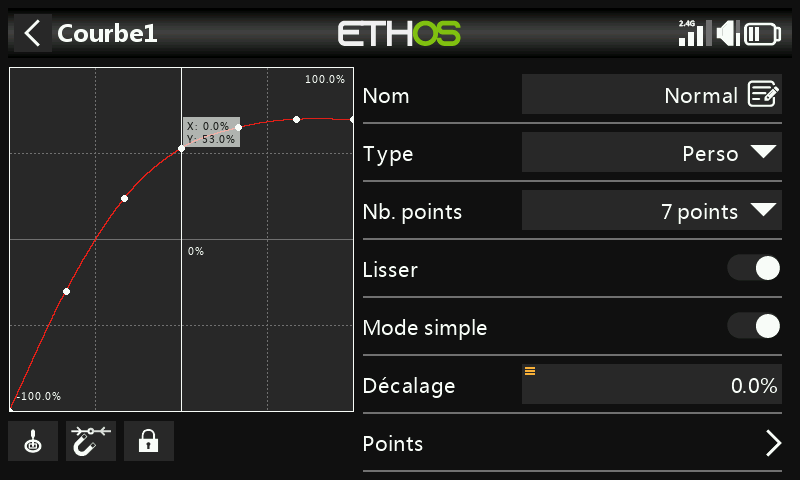 Courbe1
ETHOS
2.4G
100.0%
X: 0.0%
Y: 53.0%
0%
-100.0%
Nom
Normal
Type
Perso
Nb. points
7 points
Lisser
Mode simple
Décalage
0.0%
Points